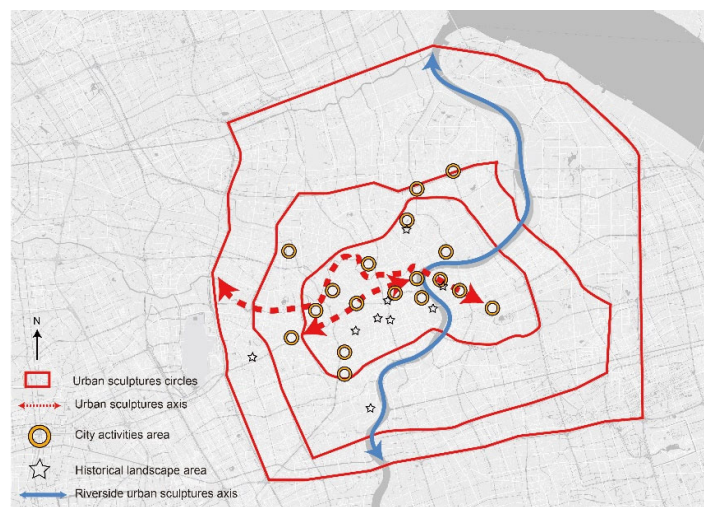 N
Urban sculptures circles
Urban sculptures axis
City activities area
Historical landscape area
Riverside urban sculptures axis